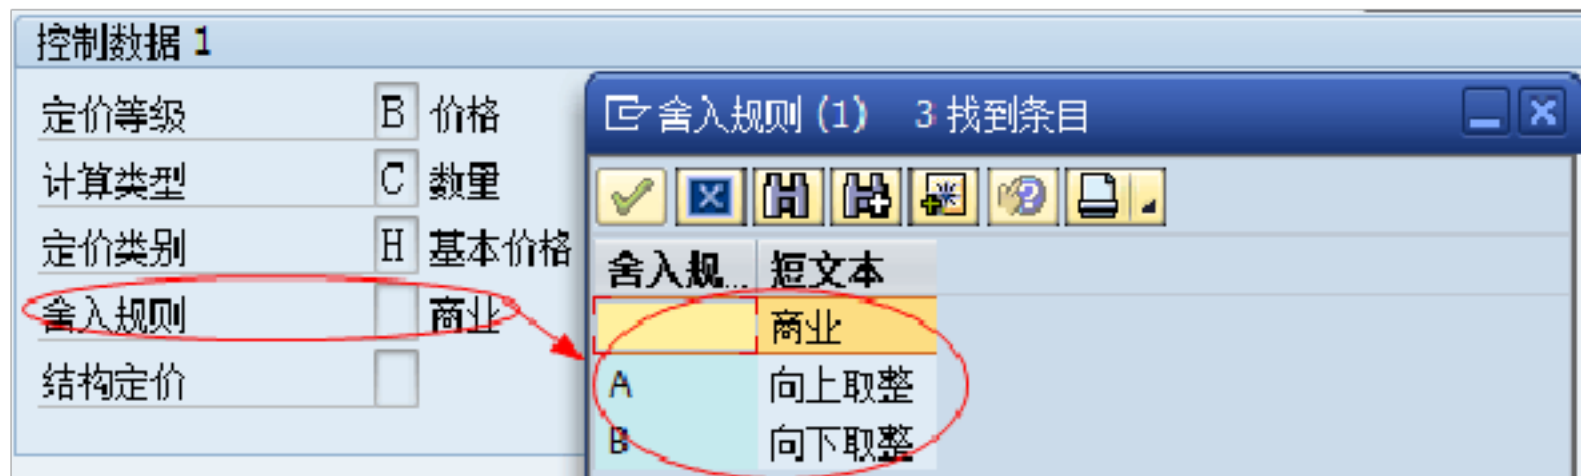 控制数据 1
定价等级 B 价格
计算类型 C 数量
定价类别 H 基本价格
舍入规则 商业
结构定价
舍入规则 (1) 3 找到条目
舍入规... 短文本
商业
A 向上取整
B 向下取整